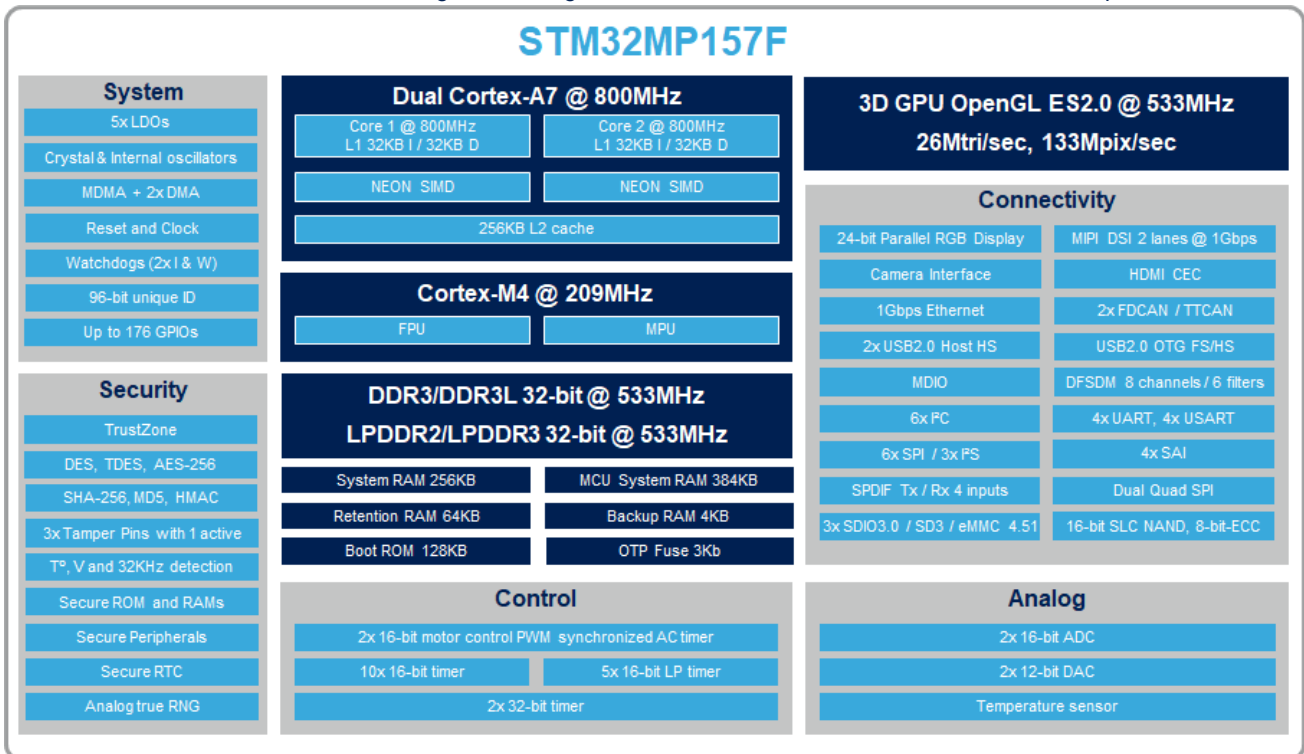 STM32MP157F
System
5x LDOs
Crystal & Internal oscillators
MDMA + 2x DMA
Reset and Clock
Watchdogs (2x I & W)
96-bit unique ID
Up to 176 GPIOs
Security
TrustZone
DES, TDES, AES-256
SHA-256, MD5, HMAC
3x Tamper Pins with 1 active
Tº, V and 32KHz detection
Secure ROM and RAMs
Secure Peripherals
Secure RTC
Analog true RNG
Dual Cortex-A7 @ 800MHz
Core 1 @ 800MHz
L1 32KB I / 32KB D
Core 2 @ 800MHz
L1 32KB I / 32KB D
NEON SIMD
NEON SIMD
256KB L2 cache
Cortex-M4 @ 209MHz
FPU
MPU
DDR3/DDR3L 32-bit @ 533MHz
LPDDR2/LPDDR3 32-bit @ 533MHz
System RAM 256KB
MCU System RAM 384KB
Retention RAM 64KB
Backup RAM 4KB
Boot ROM 128KB
OTP Fuse 3Kb
Control
2x 16-bit motor control PWM synchronized AC timer
10x 16-bit timer
5x 16-bit LP timer
2x 32-bit timer
3D GPU OpenGL ES2.0 @ 533MHz
26Mtri/sec, 133Mpix/sec
Connectivity
24-bit Parallel RGB Display
MIPI DSI 2 lanes @ 1Gbps
Camera Interface
HDMI CEC
1Gbps Ethernet
2x FDCAN / TTCAN
2x USB2.0 Host HS
USB2.0 OTG FS/HS
MDIO
DFSDM 8 channels / 6 filters
6x I²C
4x UART, 4x USART
6x SPI / 3x I²S
4x SAI
SPDIF Tx / Rx 4 inputs
Dual Quad SPI
3x SDIO3.0 / SD3 / eMMC 4.51
16-bit SLC NAND, 8-bit-ECC
Analog
2x 16-bit ADC
2x 12-bit DAC
Temperature sensor